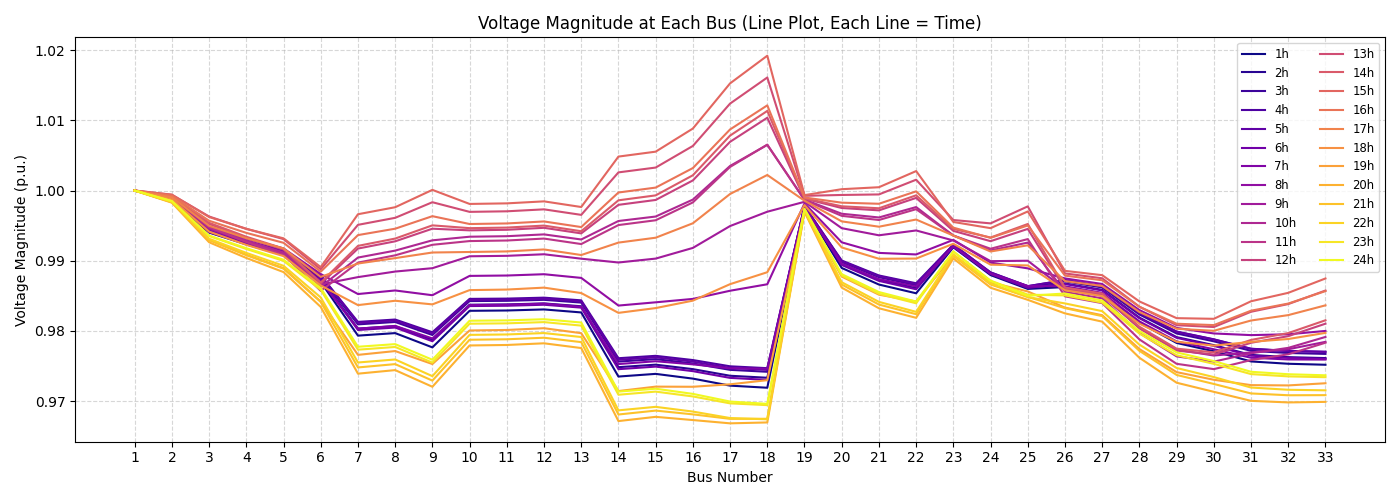 Voltage Magnitude at Each Bus (Line Plot, Each Line = Time)
Voltage Magnitude (p.u.)
1.02
1.01
1.00
0.99
0.98
0.97
1 2 3 4 5 6 7 8 9 10 11 12 13 14 15 16 17 18 19 20 21 22 23 24 25 26 27 28 29 30 31 32 33
Bus Number
1h 13h
2h 14h
3h 15h
4h 16h
5h 17h
6h 18h
7h 19h
8h 20h
9h 21h
10h 22h
11h 23h
12h 24h